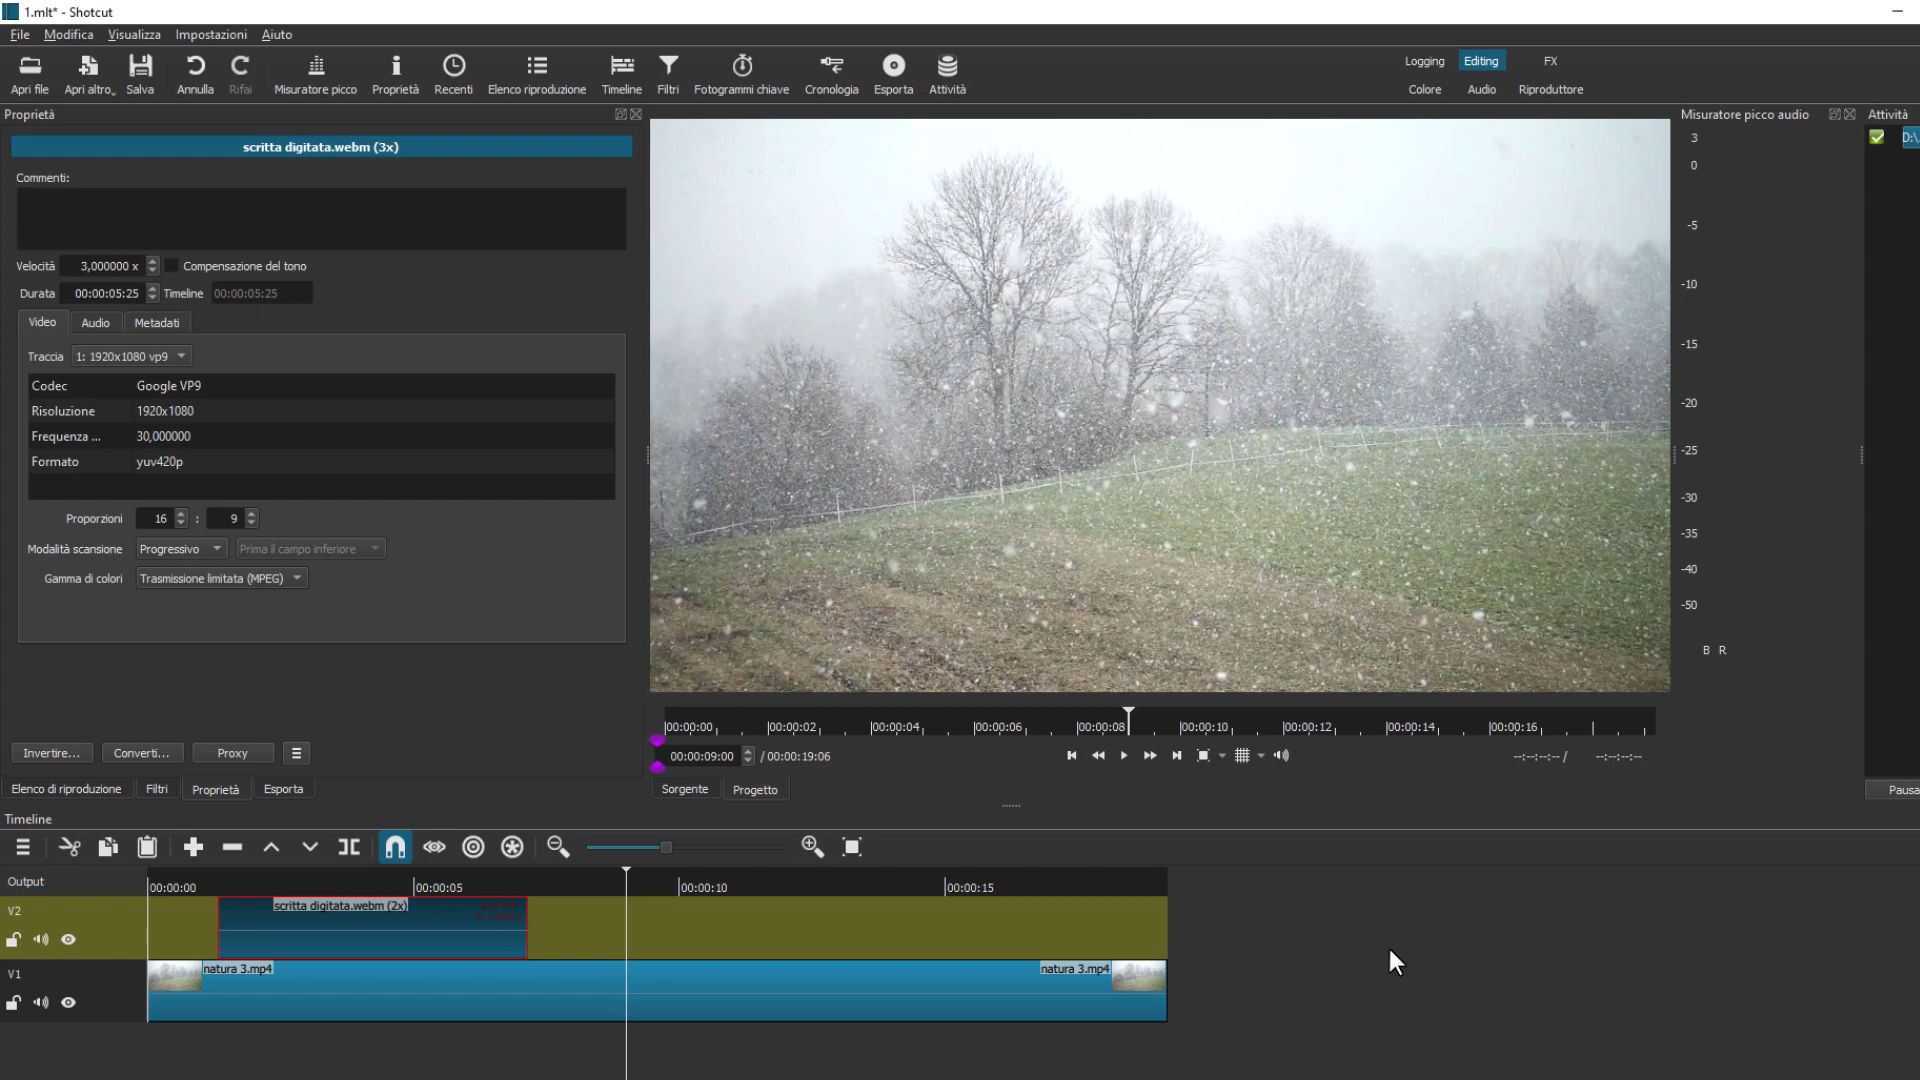 1.mlt* - Shotcut
File Modifica Visualizza Impostazioni Aiuto
Apri file Apri altro Salva Annulla Rifai Misuratore picco Proprietà Recenti Elenco riproduzione Timeline Filtri Fotogrammi chiave Cronologia Esporta Attività
Logging Editing FX
Colore Audio Riproduttore
Proprietà
scritta digitata.webm (3x)
Commenti:
Velocità 3,000000 x Compensazione del tono
Durata 00:00:05:25 Timeline 00:00:05:25
Video Audio Metadati
Traccia 1: 1920x1080 vp9
Codec Google VP9
Risoluzione 1920x1080
Frequenza ... 30,000000
Formato yuv420p
Proporzioni 16 : 9
Modalità scansione Progressivo Prima il campo inferiore
Gamma di colori Trasmissione limitata (MPEG)
Invertire... Converti... Proxy
Elenco di riproduzione Filtri Proprietà Esporta
00:00:00 00:00:02 00:00:04 00:00:06 00:00:08 00:00:10 00:00:12 00:00:14 00:00:16
00:00:09:00 / 00:00:19:06 --:--:--:-- / --:--:--:--
Sorgente Progetto
Misuratore picco audio
3
0
-5
-10
-15
-20
-25
-30
-35
-40
-50
B R
Attività
D:\
Pausa
Timeline
Output
00:00:00 00:00:05 00:00:10 00:00:15
V2
scritta digitata.webm (2x)
V1
natura 3.mp4 natura 3.mp4